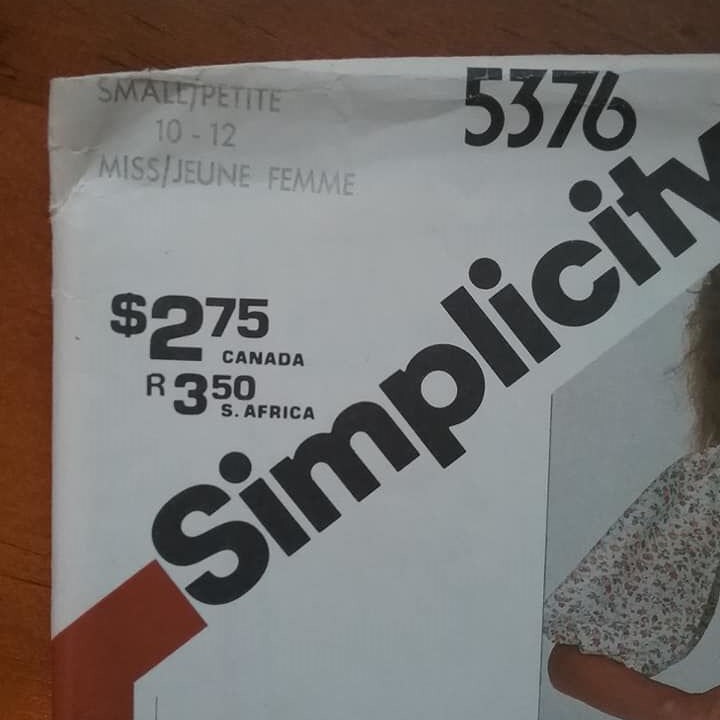 SMALL/PETITE
10 - 12
MISS/JEUNE FEMME
5376
Simplicity
$2.75
CANADA
R 3.50
S. AFRICA